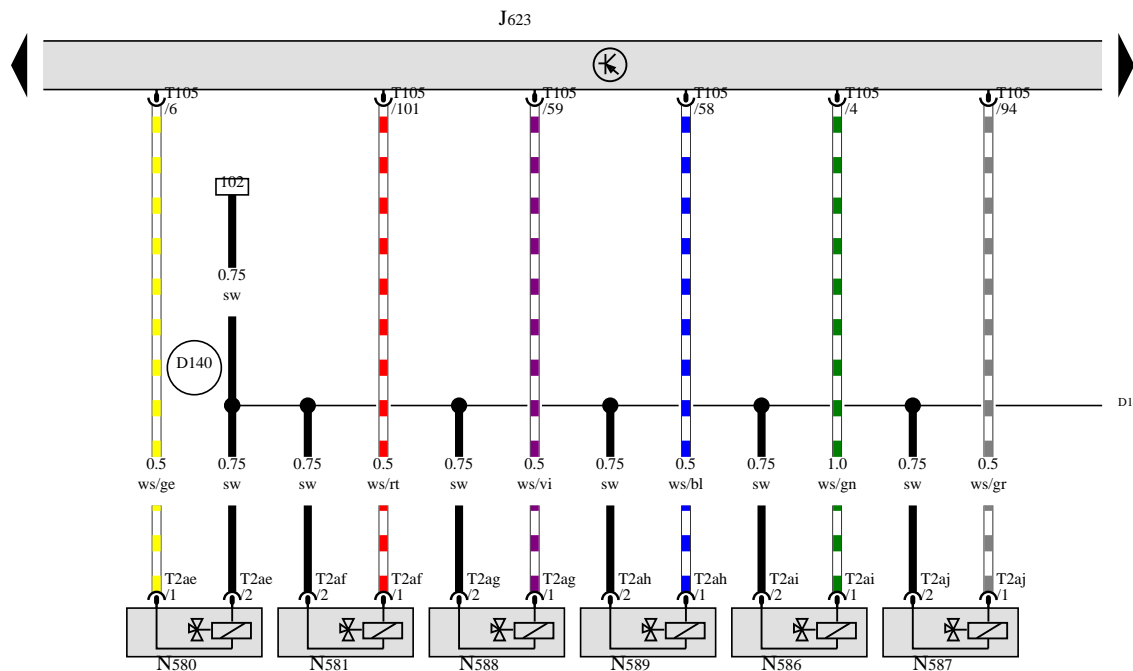 J623
T105 T105 T105 T105 T105 T105
/6 /101 /59 /58 /4 /94
102
0.75
sw
D140
D1
0.5 0.75 0.75 0.5 0.75 0.5 0.75 0.5 0.75 1.0 0.75 0.5
ws/ge sw sw ws/rt sw ws/vi sw ws/bl sw ws/gn sw ws/gr
T2ae T2ae T2af T2af T2ag T2ag T2ah T2ah T2ai T2ai T2aj T2aj
/1 /2 /2 /1 /2 /1 /2 /1 /2 /1 /2 /1
N580 N581 N588 N589 N586 N587